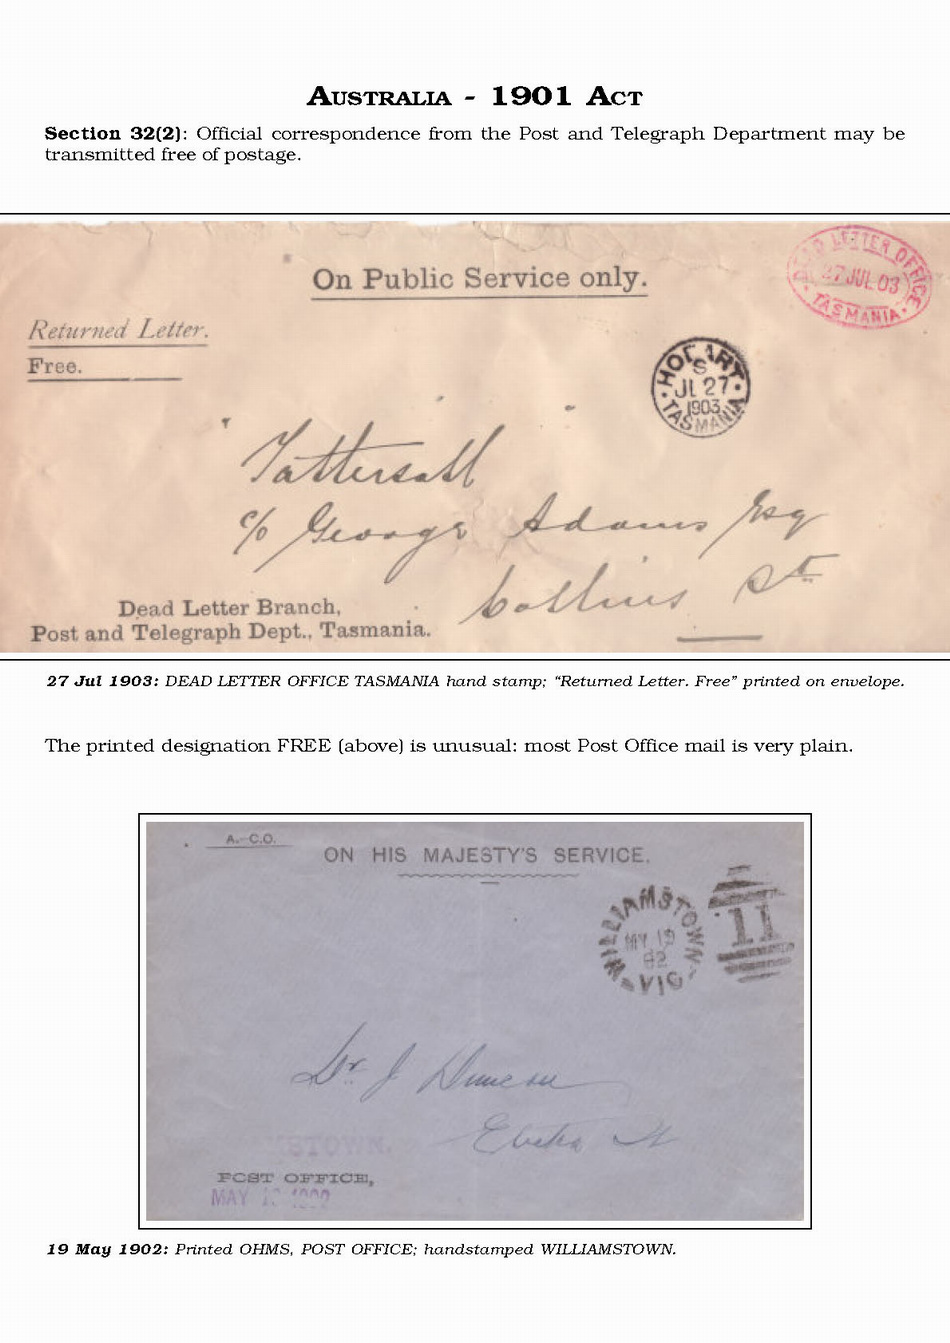 AUSTRALIA - 1901 ACT
Section 32(2): Official correspondence from the Post and Telegraph Department may be
transmitted free of postage.
On Public Service only.
DEAD LETTER OFFICE
27 JUL 03
TASMANIA
Returned Letter.
Free.
HOBART
S
JL 27
1903
TASMANIA
Tattersall
c/o George Adams Esq
Collins St
Dead Letter Branch,
Post and Telegraph Dept., Tasmania.
27 Jul 1903: DEAD LETTER OFFICE TASMANIA hand stamp; "Returned Letter. Free" printed on envelope.
The printed designation FREE (above) is unusual: most Post Office mail is very plain.
A.-C.O.
ON HIS MAJESTY'S SERVICE.
WILLIAMSTOWN
MY 19
02
VIC
11
Dr. J Duncan
STOWN.
POST OFFICE,
MAY 1902
19 May 1902: Printed OHMS, POST OFFICE; handstamped WILLIAMSTOWN.